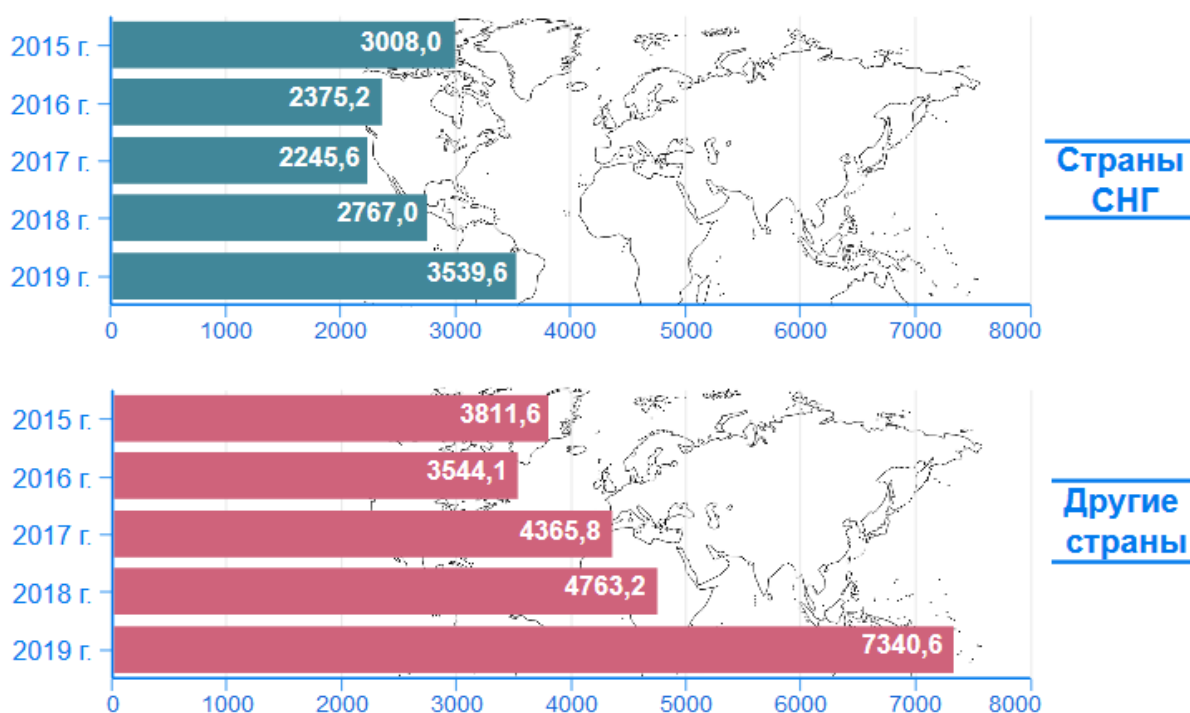 2015 г. 3008,0
2016 г. 2375,2
2017 г. 2245,6
2018 г. 2767,0
2019 г. 3539,6
0 1000 2000 3000 4000 5000 6000 7000 8000
Страны
СНГ
2015 г. 3811,6
2016 г. 3544,1
2017 г. 4365,8
2018 г. 4763,2
2019 г. 7340,6
0 1000 2000 3000 4000 5000 6000 7000 8000
Другие
страны